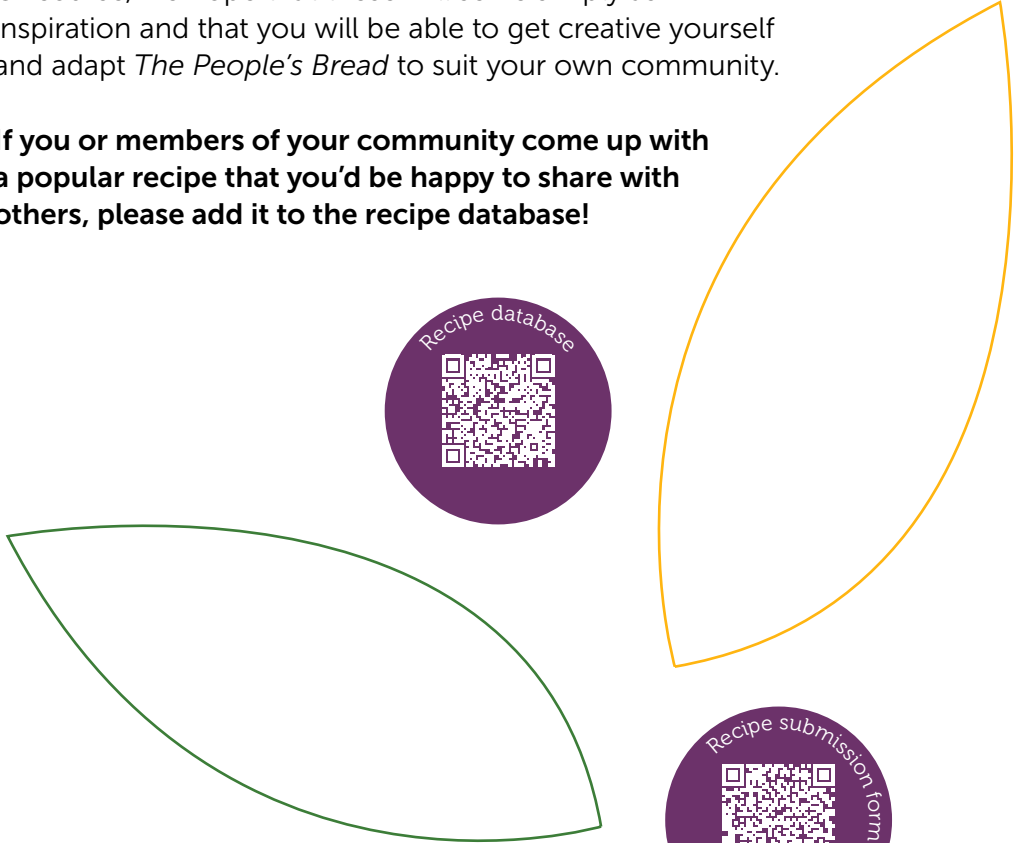 inspiration and that you will be able to get creative yourself
and adapt The People's Bread to suit your own community.
If you or members of your community come up with
a popular recipe that you'd be happy to share with
others, please add it to the recipe database!
Recipe database
Recipe submission form